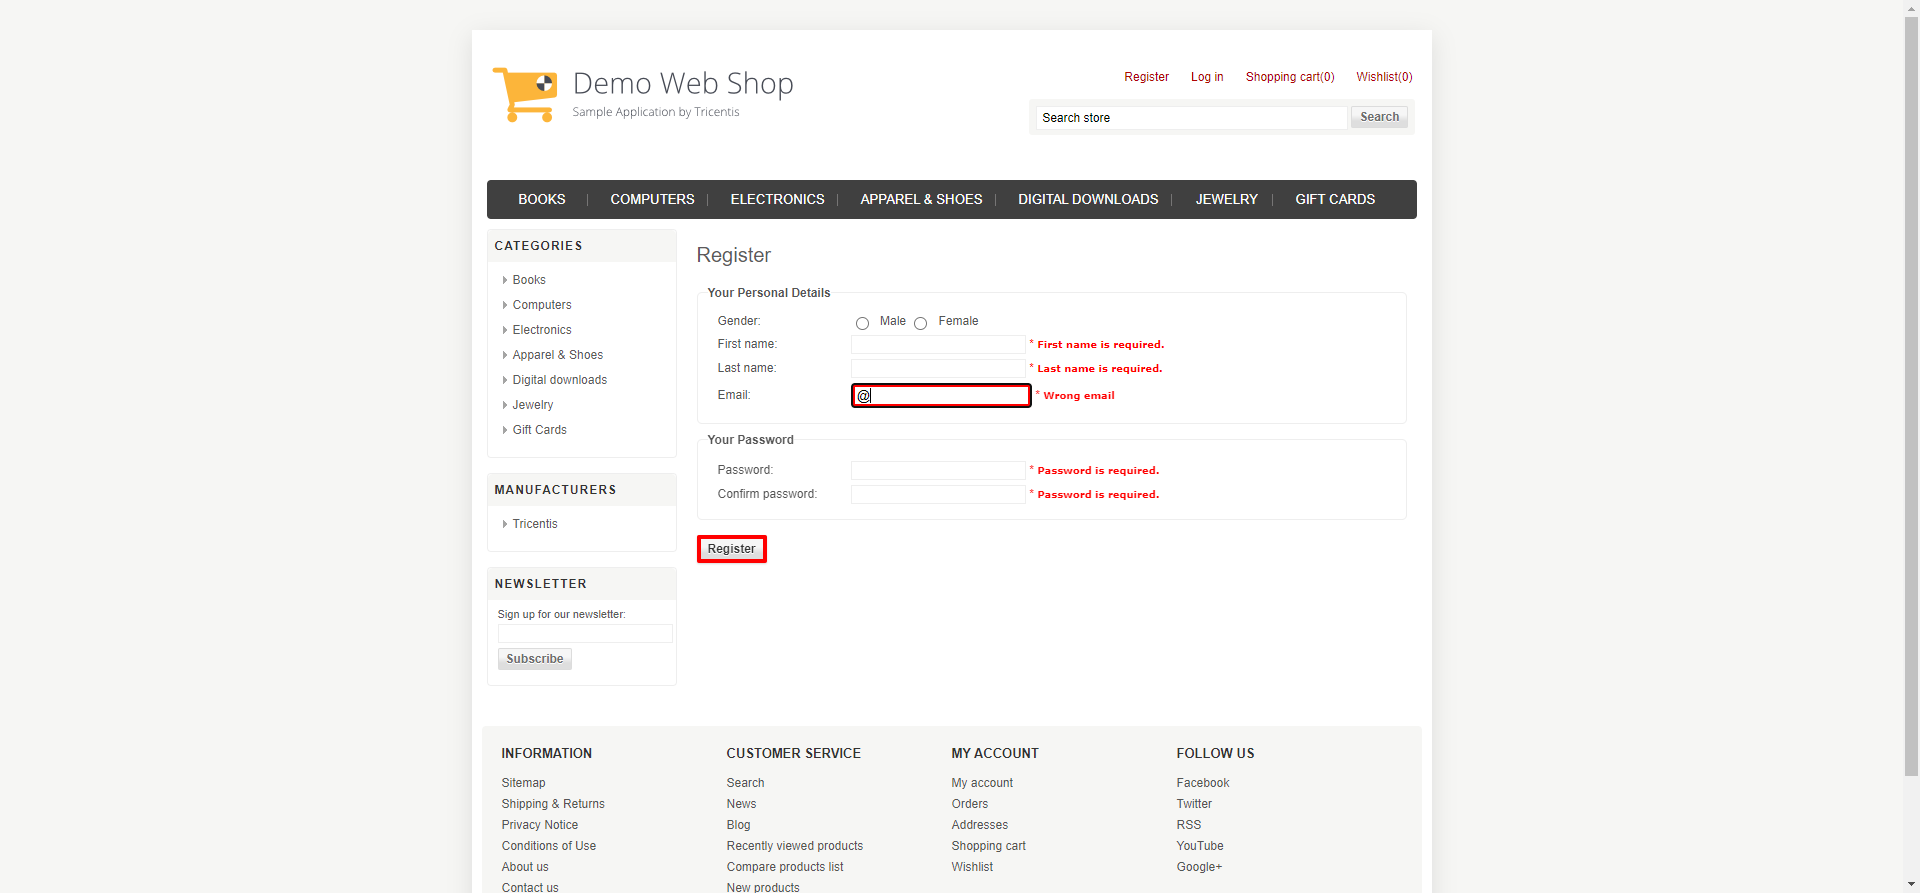 Demo Web Shop
Sample Application by Tricentis
Register Log in Shopping cart(0) Wishlist(0)
Search store Search
BOOKS COMPUTERS ELECTRONICS APPAREL & SHOES DIGITAL DOWNLOADS JEWELRY GIFT CARDS
CATEGORIES
Books
Computers
Electronics
Apparel & Shoes
Digital downloads
Jewelry
Gift Cards
MANUFACTURERS
Tricentis
NEWSLETTER
Sign up for our newsletter:
Subscribe
Register
Your Personal Details
Gender: Male Female
First name: * First name is required.
Last name: * Last name is required.
Email: @ * Wrong email
Your Password
Password: * Password is required.
Confirm password: * Password is required.
Register
INFORMATION
Sitemap
Shipping & Returns
Privacy Notice
Conditions of Use
About us
Contact us
CUSTOMER SERVICE
Search
News
Blog
Recently viewed products
Compare products list
New products
MY ACCOUNT
My account
Orders
Addresses
Shopping cart
Wishlist
FOLLOW US
Facebook
Twitter
RSS
YouTube
Google+